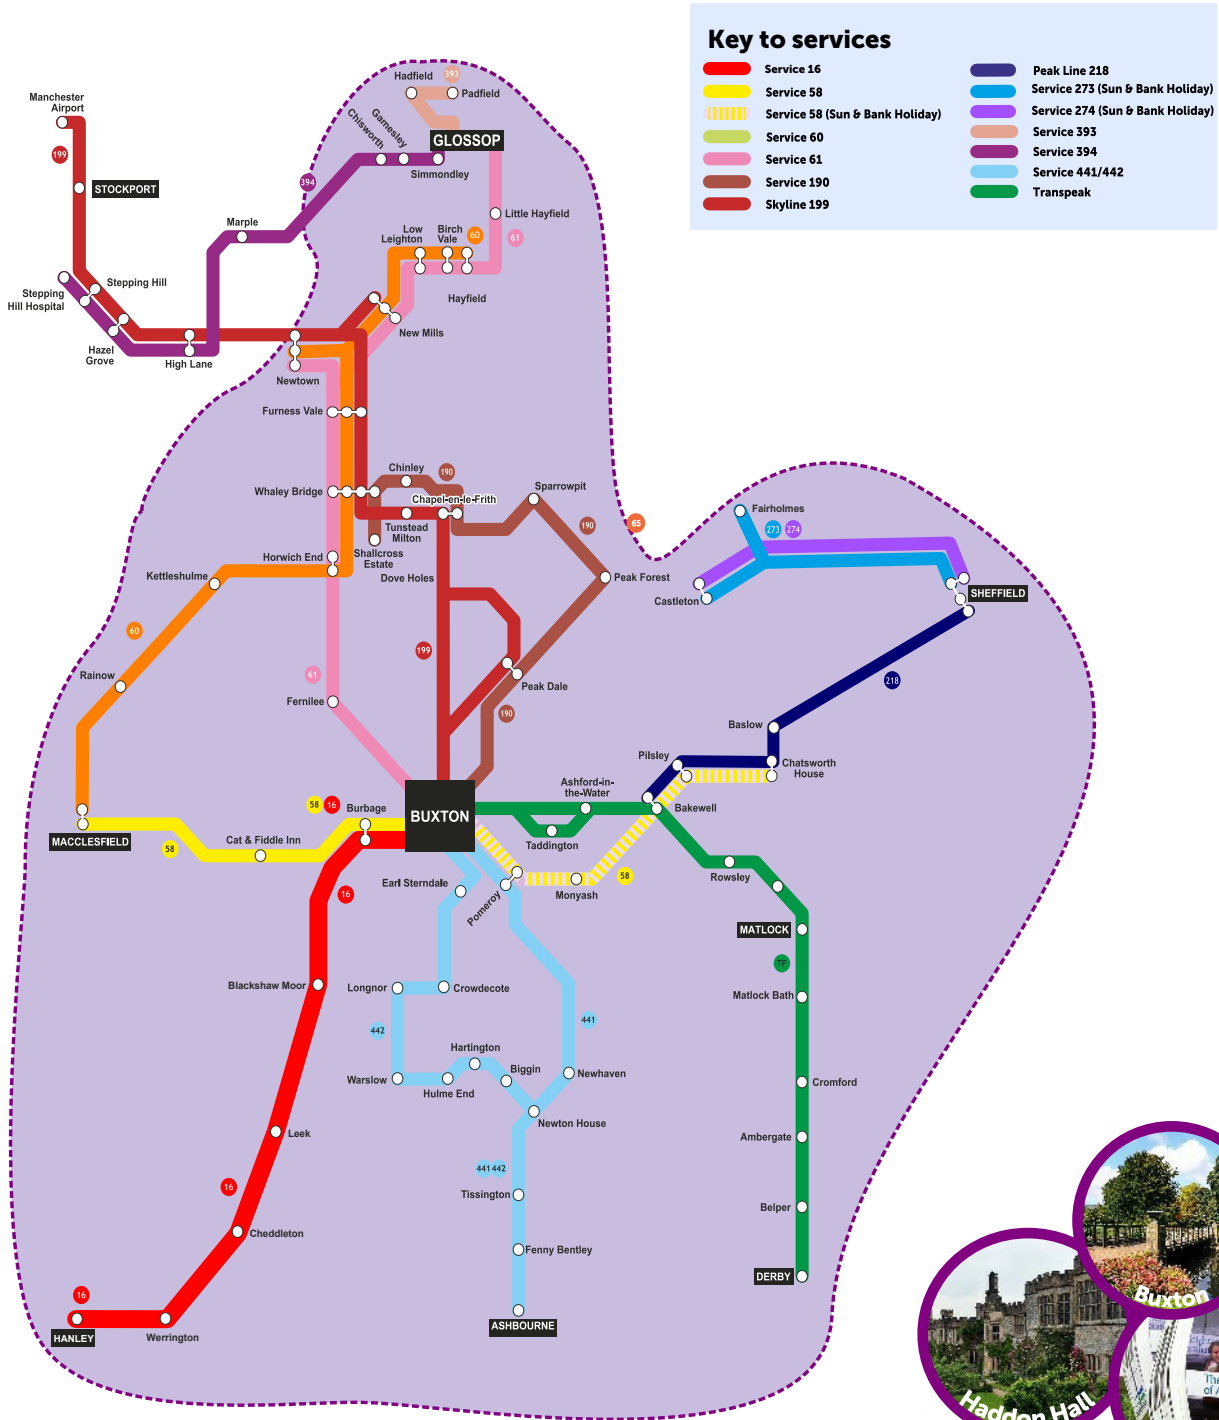 Key to services
Service 16
Service 58
Service 58 (Sun & Bank Holiday)
Service 60
Service 61
Service 190
Skyline 199
Peak Line 218
Service 273 (Sun & Bank Holiday)
Service 274 (Sun & Bank Holiday)
Service 393
Service 394
Service 441/442
Transpeak
Hadfield
393
Padfield
Manchester
Airport
Gamesley
Chisworth
GLOSSOP
199
STOCKPORT
Simmondley
394
Marple
Little Hayfield
Low
Leighton
Birch
Vale
60
61
Stepping Hill
Stepping
Hill Hospital
Hayfield
New Mills
Hazel
Grove
High Lane
Newtown
Furness Vale
Chinley
190
Whaley Bridge
Chapel-en-le-Frith
Sparrowpit
Tunstead
Milton
190
65
Fairholmes
273
274
Horwich End
Shallcross
Estate
Kettleshulme
Dove Holes
Peak Forest
Castleton
SHEFFIELD
60
199
Rainow
61
Peak Dale
218
Fernilee
190
Baslow
Pilsley
Chatsworth
House
Ashford-in-
the-Water
58
16
Burbage
BUXTON
Bakewell
MACCLESFIELD
58
Cat & Fiddle Inn
Taddington
Rowsley
Earl Sterndale
58
16
Pomeroy
Monyash
MATLOCK
TP
Blackshaw Moor
Longnor
Crowdecote
Matlock Bath
442
441
Hartington
Biggin
Newhaven
Warslow
Hulme End
Cromford
Newton House
Leek
Ambergate
441
442
16
Tissington
Belper
Cheddleton
Fenny Bentley
DERBY
16
HANLEY
Werrington
ASHBOURNE
Buxton
Haddon Hall
The
of A